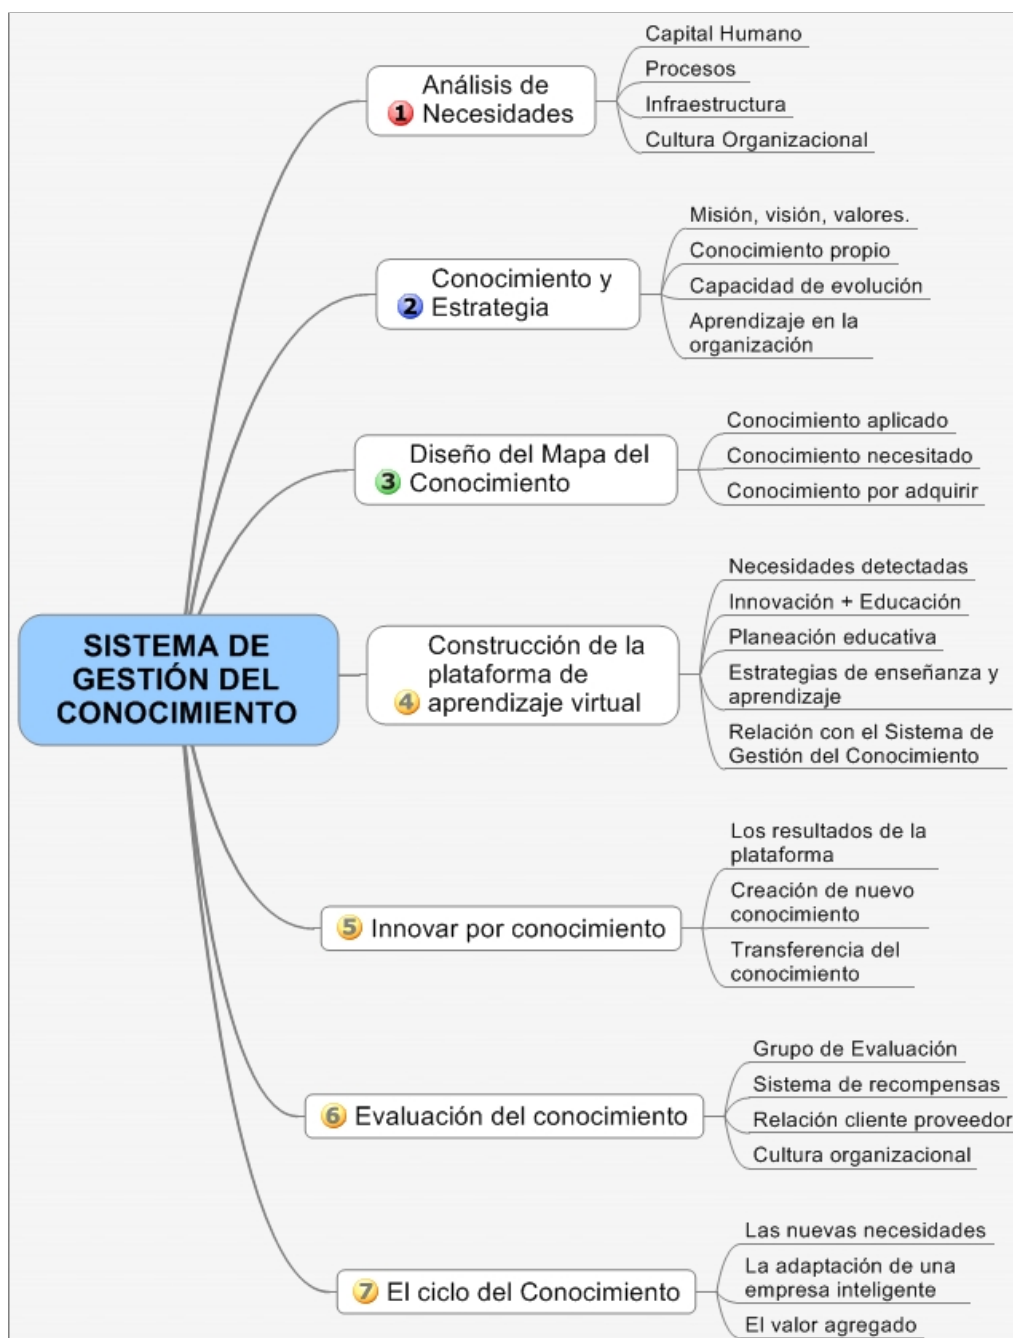 SISTEMA DE
GESTIÓN DEL
CONOCIMIENTO
1 Análisis de
Necesidades
Capital Humano
Procesos
Infraestructura
Cultura Organizacional
2 Conocimiento y
Estrategia
Misión, visión, valores.
Conocimiento propio
Capacidad de evolución
Aprendizaje en la
organización
3 Diseño del Mapa del
Conocimiento
Conocimiento aplicado
Conocimiento necesitado
Conocimiento por adquirir
4 Construcción de la
plataforma de
aprendizaje virtual
Necesidades detectadas
Innovación + Educación
Planeación educativa
Estrategias de enseñanza y
aprendizaje
Relación con el Sistema de
Gestión del Conocimiento
5 Innovar por conocimiento
Los resultados de la
plataforma
Creación de nuevo
conocimiento
Transferencia del
conocimiento
6 Evaluación del conocimiento
Grupo de Evaluación
Sistema de recompensas
Relación cliente proveedor
Cultura organizacional
7 El ciclo del Conocimiento
Las nuevas necesidades
La adaptación de una
empresa inteligente
El valor agregado